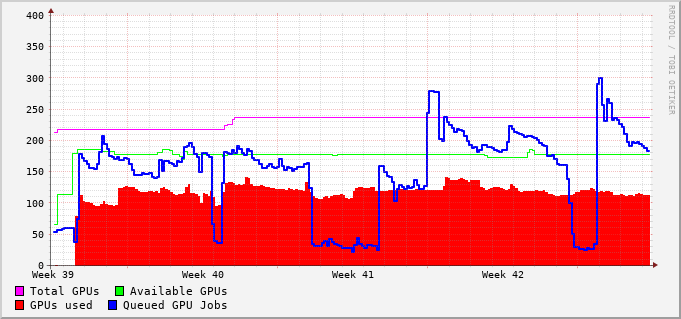 400
350
300
250
200
150
100
50
0
Week 39 Week 40 Week 41 Week 42
Total GPUs Available GPUs
GPUs used Queued GPU Jobs
RRDTOOL / TOBI OETIKER